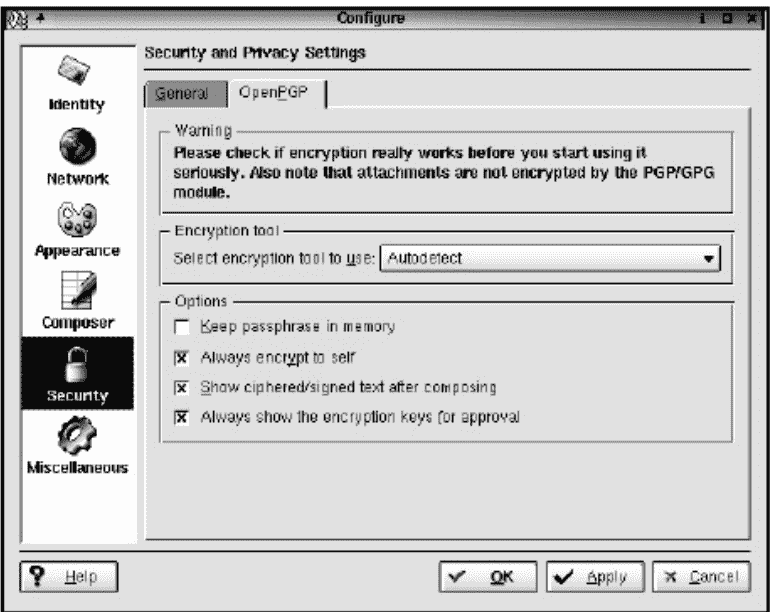 Configure
Identity
Network
Appearance
Composer
Security
Miscellaneous
Security and Privacy Settings
General
OpenPGP
Warning
Please check if encryption really works before you start using it
seriously. Also note that attachments are not encrypted by the PGP/GPG
module.
Encryption tool
Select encryption tool to use: Autodetect
Options
Keep passphrase in memory
Always encrypt to self
Show ciphered/signed text after composing
Always show the encryption keys for approval
? Help
OK
Apply
Cancel